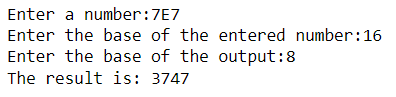 Enter a number:7E7
Enter the base of the entered number:16
Enter the base of the output:8
The result is: 3747